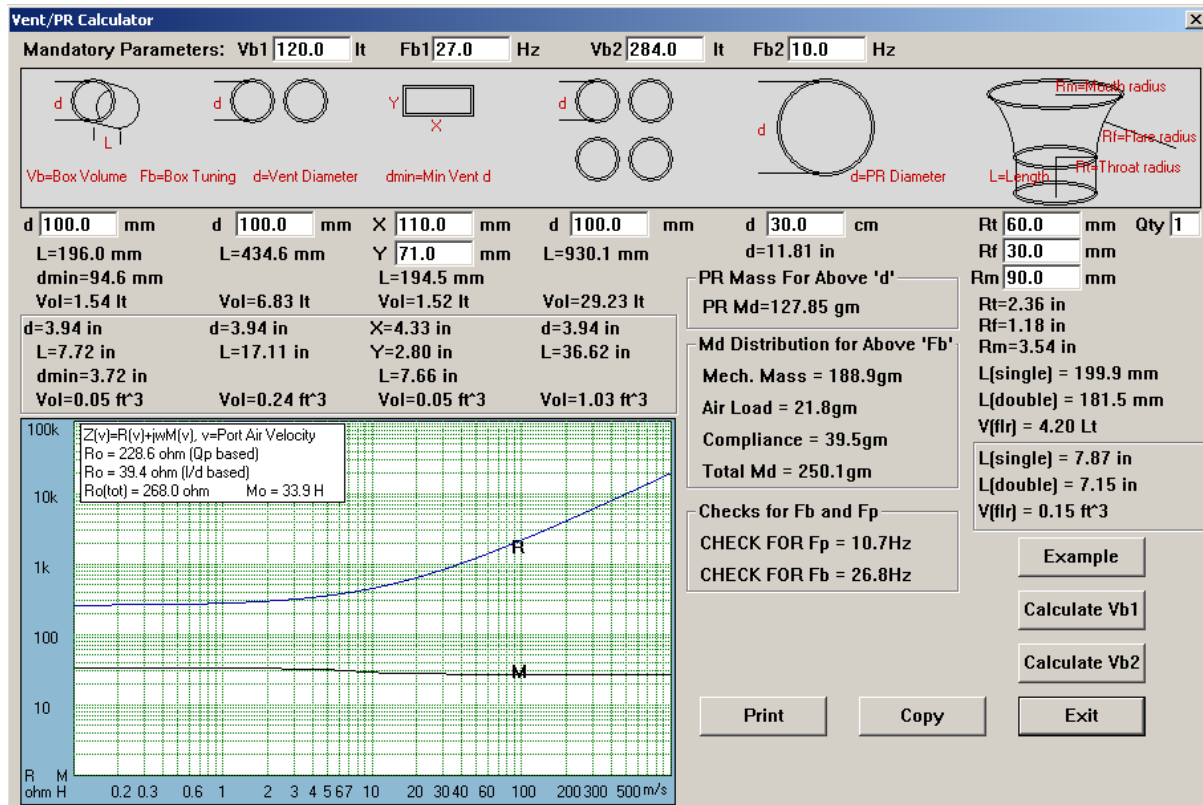 Vent/PR Calculator
Mandatory Parameters: Vb1 120.0 lt Fb1 27.0 Hz Vb2 284.0 lt Fb2 10.0 Hz
d d Y d d Rm=Mouth radius
L X Rf=Flare radius
Vb=Box Volume Fb=Box Tuning d=Vent Diameter dmin=Min Vent d d=PR Diameter L=Length Rt=Throat radius
d 100.0 mm d 100.0 mm X 110.0 mm d 100.0 mm d 30.0 cm Rt 60.0 mm Qty 1
L=196.0 mm L=434.6 mm Y 71.0 mm L=930.1 mm d=11.81 in Rf 30.0 mm
dmin=94.6 mm L=194.5 mm Rm 90.0 mm
Vol=1.54 lt Vol=6.83 lt Vol=1.52 lt Vol=29.23 lt
d=3.94 in d=3.94 in X=4.33 in d=3.94 in
L=7.72 in L=17.11 in Y=2.80 in L=36.62 in
dmin=3.72 in L=7.66 in
Vol=0.05 ft^3 Vol=0.24 ft^3 Vol=0.05 ft^3 Vol=1.03 ft^3
PR Mass For Above 'd'
PR Md=127.85 gm
Md Distribution for Above 'Fb'
Mech. Mass = 188.9gm
Air Load = 21.8gm
Compliance = 39.5gm
Total Md = 250.1gm
Checks for Fb and Fp
CHECK FOR Fp = 10.7Hz
CHECK FOR Fb = 26.8Hz
Rt=2.36 in
Rf=1.18 in
Rm=3.54 in
L(single) = 199.9 mm
L(double) = 181.5 mm
V(flr) = 4.20 Lt
L(single) = 7.87 in
L(double) = 7.15 in
V(flr) = 0.15 ft^3
Z(v)=R(v)+jwM(v), v=Port Air Velocity
Ro = 228.6 ohm (Qp based)
Ro = 39.4 ohm (l/d based)
Ro(tot) = 268.0 ohm Mo = 33.9 H
100k
10k
1k
100
10
R
M
R M
ohm H 0.2 0.3 0.6 1 2 3 4 5 6 7 10 20 30 40 60 100 200 300 500 m/s
Example
Calculate Vb1
Calculate Vb2
Print Copy Exit